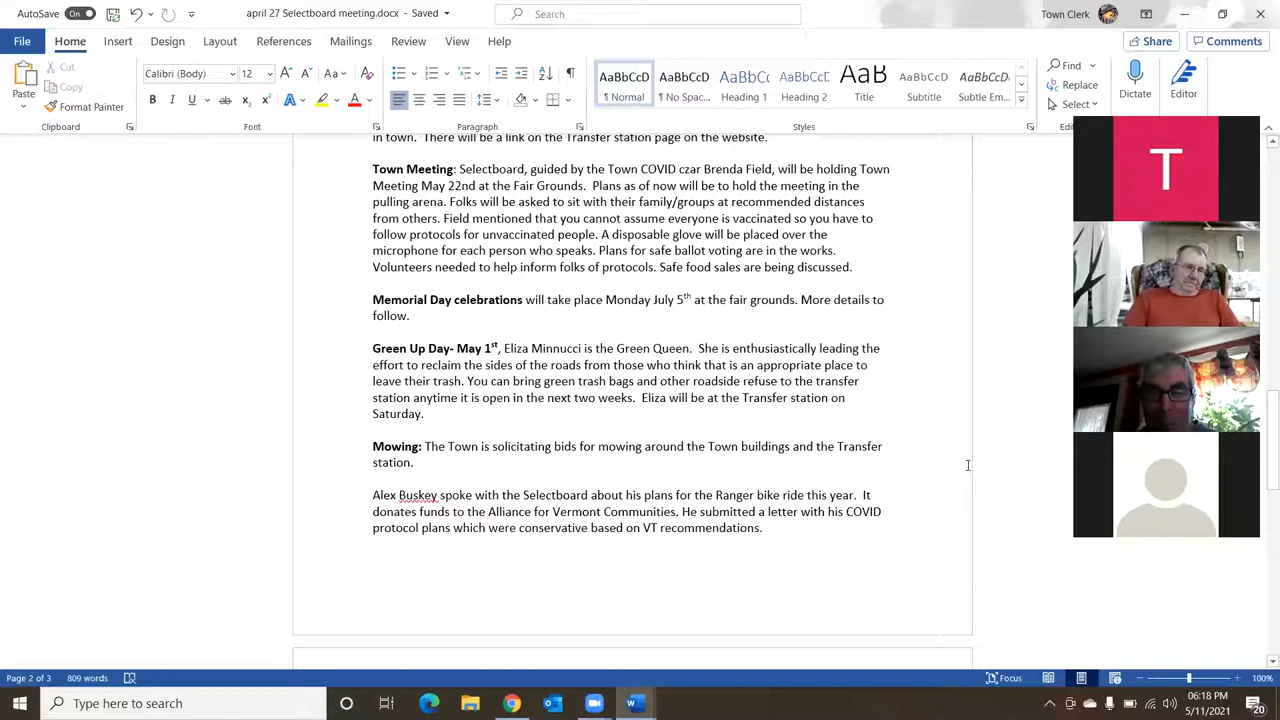 AutoSave On april 27 Selectboard meeting.docx - Saved Search Town Clerk
File Home Insert Design Layout References Mailings Review View Help Share Comments
Calibri (Body) 12 Aa AaBbCcD AaBbCcD AaBbC AaBbCcC AaB AaBbCcD AaBbCcD
Paste Cut Copy Format Painter ¶ Normal ¶ No Spac... Heading 1 Heading 2 Title Subtitle Subtle Em... Find Replace Select Dictate Editor
Clipboard Font Paragraph Styles
in town. There will be a link on the Transfer station page on the website.
Town Meeting: Selectboard, guided by the Town COVID czar Brenda Field, will be holding Town
Meeting May 22nd at the Fair Grounds. Plans as of now will be to hold the meeting in the
pulling arena. Folks will be asked to sit with their family/groups at recommended distances
from others. Field mentioned that you cannot assume everyone is vaccinated so you have to
follow protocols for unvaccinated people. A disposable glove will be placed over the
microphone for each person who speaks. Plans for safe ballot voting are in the works.
Volunteers needed to help inform folks of protocols. Safe food sales are being discussed.
Memorial Day celebrations will take place Monday July 5th at the fair grounds. More details to
follow.
Green Up Day- May 1st, Eliza Minnucci is the Green Queen. She is enthusiastically leading the
effort to reclaim the sides of the roads from those who think that is an appropriate place to
leave their trash. You can bring green trash bags and other roadside refuse to the transfer
station anytime it is open in the next two weeks. Eliza will be at the Transfer station on
Saturday.
Mowing: The Town is solicitating bids for mowing around the Town buildings and the Transfer
station.
Alex Buskey spoke with the Selectboard about his plans for the Ranger bike ride this year. It
donates funds to the Alliance for Vermont Communities. He submitted a letter with his COVID
protocol plans which were conservative based on VT recommendations.
T
Page 2 of 3 809 words Focus 100%
Type here to search 06:18 PM
5/11/2021 20